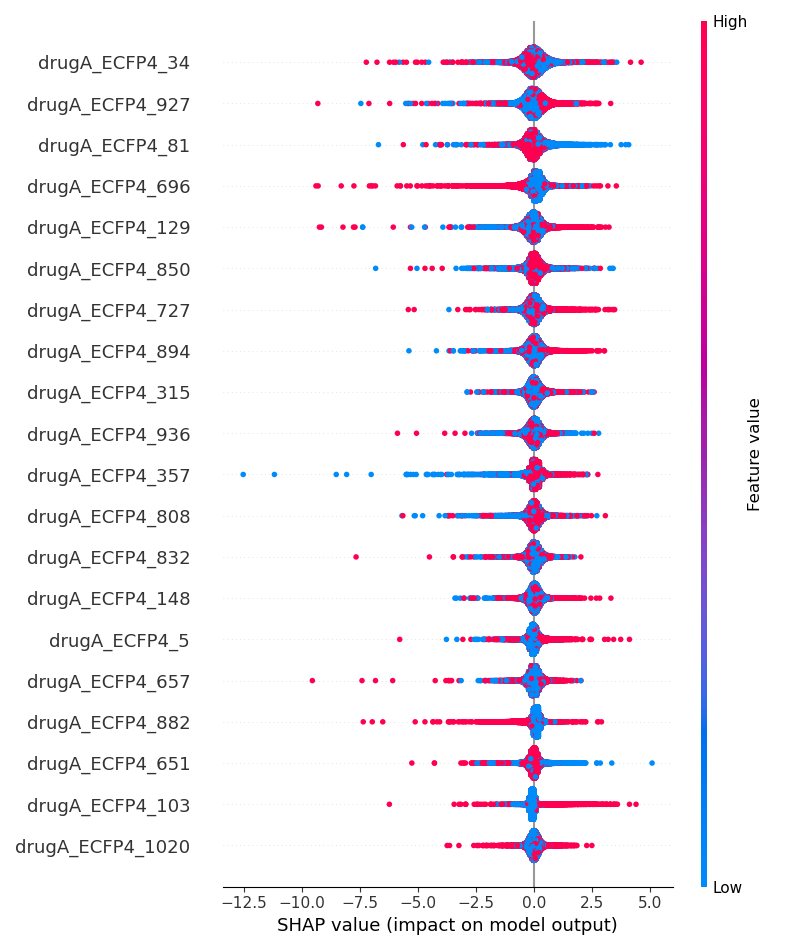 High
drugA_ECFP4_34
drugA_ECFP4_927
drugA_ECFP4_81
drugA_ECFP4_696
drugA_ECFP4_129
drugA_ECFP4_850
drugA_ECFP4_727
drugA_ECFP4_894
drugA_ECFP4_315
drugA_ECFP4_936
drugA_ECFP4_357
drugA_ECFP4_808
drugA_ECFP4_832
drugA_ECFP4_148
drugA_ECFP4_5
drugA_ECFP4_657
drugA_ECFP4_882
drugA_ECFP4_651
drugA_ECFP4_103
drugA_ECFP4_1020
Feature value
Low
−12.5 −10.0 −7.5 −5.0 −2.5 0.0 2.5 5.0
SHAP value (impact on model output)